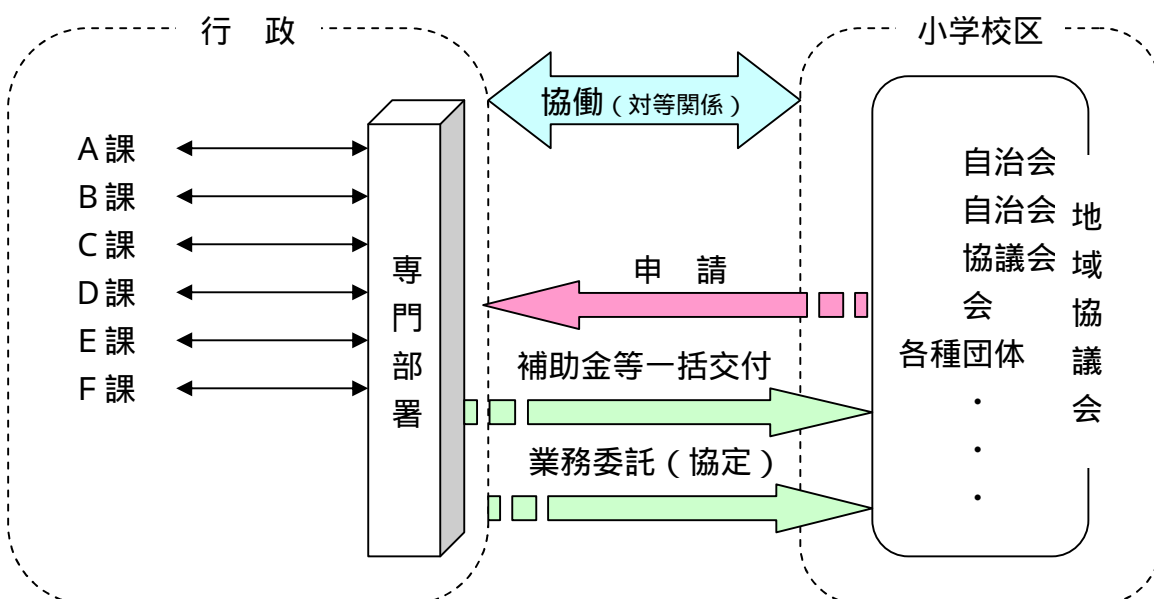 行　政
小学校区
協働（対等関係）
A課
B課
C課
D課
E課
F課
専門部署
申　請
補助金等一括交付
業務委託（協定）
自治会
自治会
協議会
会
各種団体
・
・
・
地域協議会